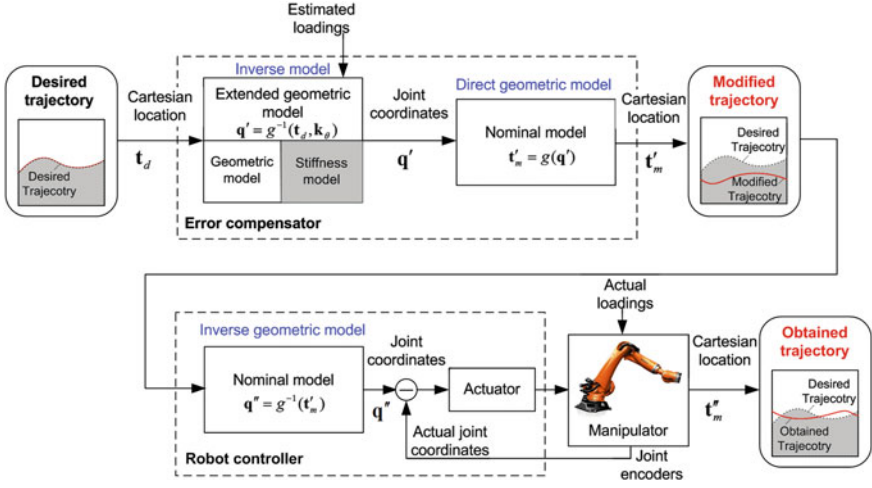 Estimated
loadings
Desired
trajectory
Desired
Trajecotry
Cartesian
location
t_d
Inverse model
Extended geometric
model
q′ = g⁻¹(t_d, k_θ)
Geometric
model
Stiffness
model
Error compensator
Joint
coordinates
q′
Direct geometric model
Nominal model
t′_m = g(q′)
Cartesian
location
t′_m
Modified
trajectory
Desired
Trajecotry
Modified
Trajecotry
Inverse geometric model
Nominal model
q″ = g⁻¹(t′_m)
Robot controller
Joint
coordinates
q″
Actual joint
coordinates
Actuator
Actual
loadings
Manipulator
Joint
encoders
Cartesian
location
t″_m
Obtained
trajectory
Desired
Trajecotry
Obtained
Trajecotry